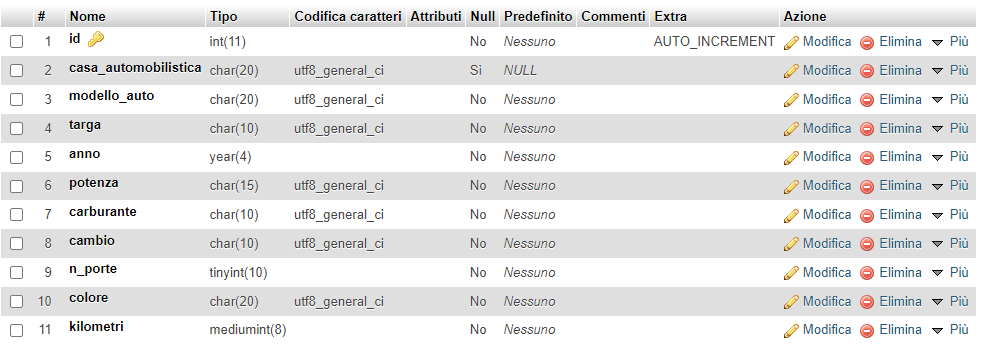 # Nome Tipo Codifica caratteri Attributi Null Predefinito Commenti Extra Azione
1 id int(11) No Nessuno AUTO_INCREMENT Modifica Elimina Più
2 casa_automobilistica char(20) utf8_general_ci Sì NULL Modifica Elimina Più
3 modello_auto char(20) utf8_general_ci No Nessuno Modifica Elimina Più
4 targa char(10) utf8_general_ci No Nessuno Modifica Elimina Più
5 anno year(4) No Nessuno Modifica Elimina Più
6 potenza char(15) utf8_general_ci No Nessuno Modifica Elimina Più
7 carburante char(10) utf8_general_ci No Nessuno Modifica Elimina Più
8 cambio char(10) utf8_general_ci No Nessuno Modifica Elimina Più
9 n_porte tinyint(10) No Nessuno Modifica Elimina Più
10 colore char(20) utf8_general_ci No Nessuno Modifica Elimina Più
11 kilometri mediumint(8) No Nessuno Modifica Elimina Più